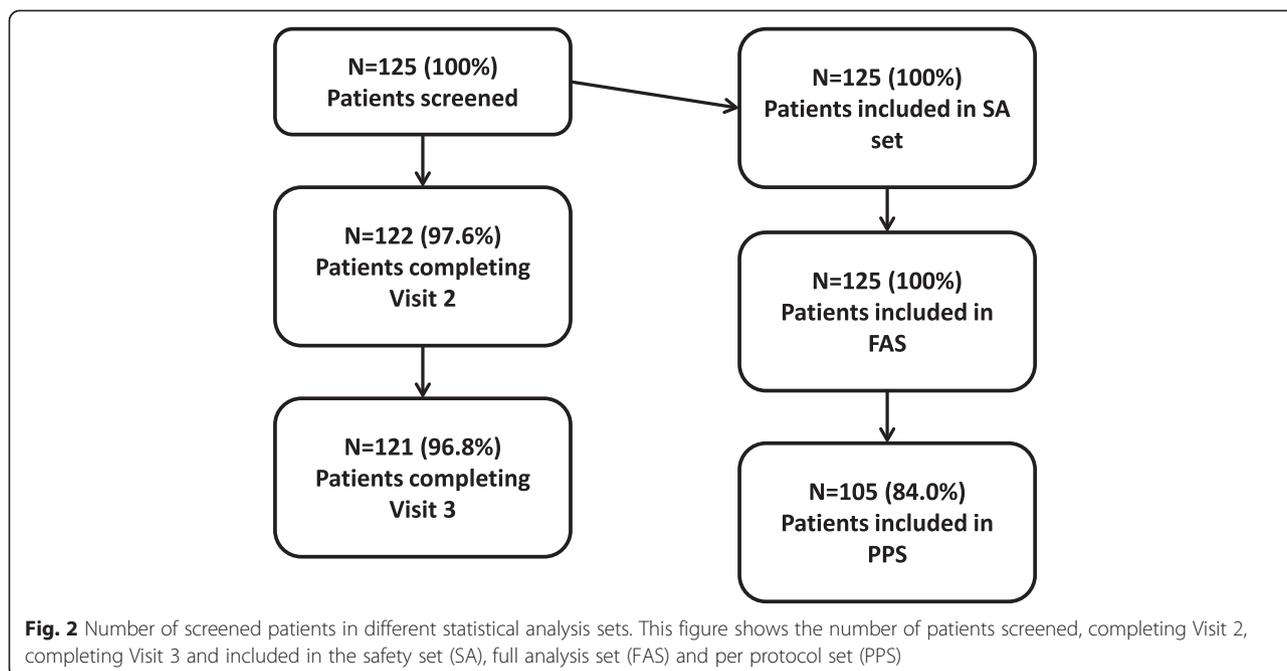 N=125 (100%)
Patients screened
N=122 (97.6%)
Patients completing
Visit 2
N=121 (96.8%)
Patients completing
Visit 3
N=125 (100%)
Patients included in SA
set
N=125 (100%)
Patients included in
FAS
N=105 (84.0%)
Patients included in
PPS
Fig. 2 Number of screened patients in different statistical analysis sets. This figure shows the number of patients screened, completing Visit 2,
completing Visit 3 and included in the safety set (SA), full analysis set (FAS) and per protocol set (PPS)